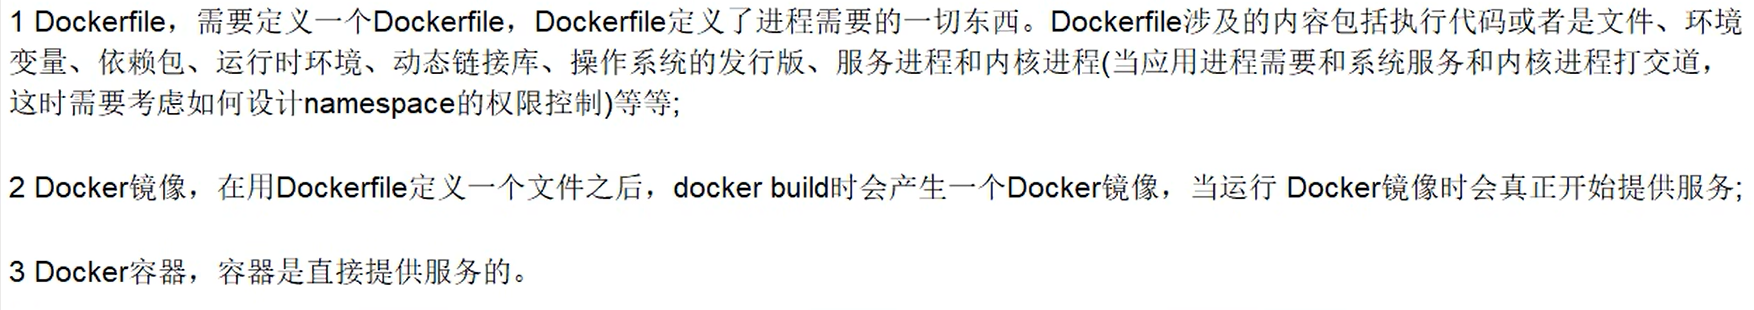 1 Dockerfile，需要定义一个Dockerfile，Dockerfile定义了进程需要的一切东西。Dockerfile涉及的内容包括执行代码或者是文件、环境
变量、依赖包、运行时环境、动态链接库、操作系统的发行版、服务进程和内核进程(当应用进程需要和系统服务和内核进程打交道，
这时需要考虑如何设计namespace的权限控制)等等;
2 Docker镜像，在用Dockerfile定义一个文件之后，docker build时会产生一个Docker镜像，当运行 Docker镜像时会真正开始提供服务;
3 Docker容器，容器是直接提供服务的。